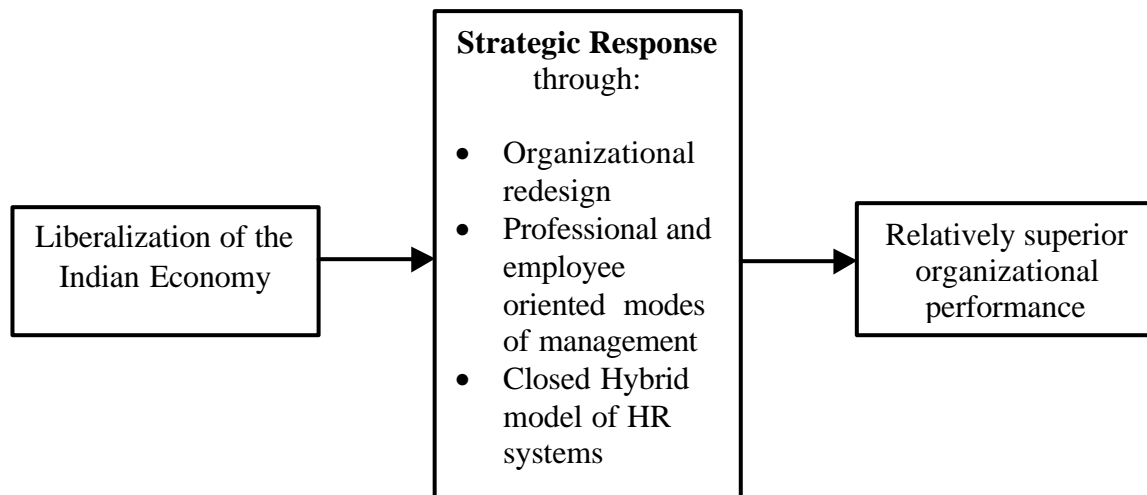 Liberalization of the
Indian Economy
Strategic Response
through:
• Organizational
redesign
• Professional and
employee
oriented modes
of management
• Closed Hybrid
model of HR
systems
Relatively superior
organizational
performance